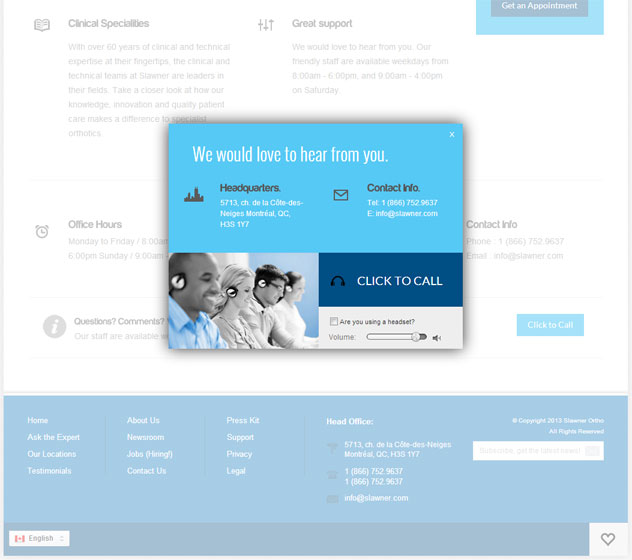 Get an Appointment
Clinical Specialities
With over 60 years of clinical and technical
expertise at their fingertips, the clinical and
technical teams at Slawner are leaders in
their fields. Take a closer look at how our
knowledge, innovation and quality patient
care makes a difference to specialist
orthotics.
Great support
We would love to hear from you. Our
friendly staff are available weekdays from
8:00am - 6:00pm, and 9:00am - 4:00pm
on Saturday.
x
We would love to hear from you.
Headquarters.
5713, ch. de la Côte-des-
Neiges Montréal, QC,
H3S 1Y7
Contact Info.
Tel: 1 (866) 752.9637
E: info@slawner.com
CLICK TO CALL
Are you using a headset?
Volume:
Office Hours
Monday to Friday / 8:00am
6:00pm Sunday / 9:00am
Contact Info
Phone : 1 (866) 752.9637
Email : info@slawner.com
Questions? Comments?
Our staff are available
Click to Call
Home
Ask the Expert
Our Locations
Testimonials
About Us
Newsroom
Jobs (Hiring!)
Contact Us
Press Kit
Support
Privacy
Legal
Head Office:
5713, ch. de la Côte-des-Neiges
Montréal, QC, H3S 1Y7
1 (866) 752.9637
1 (866) 752.9637
info@slawner.com
© Copyright 2013 Slawner Ortho
All Rights Reserved
Subscribe, get the latest news!
English